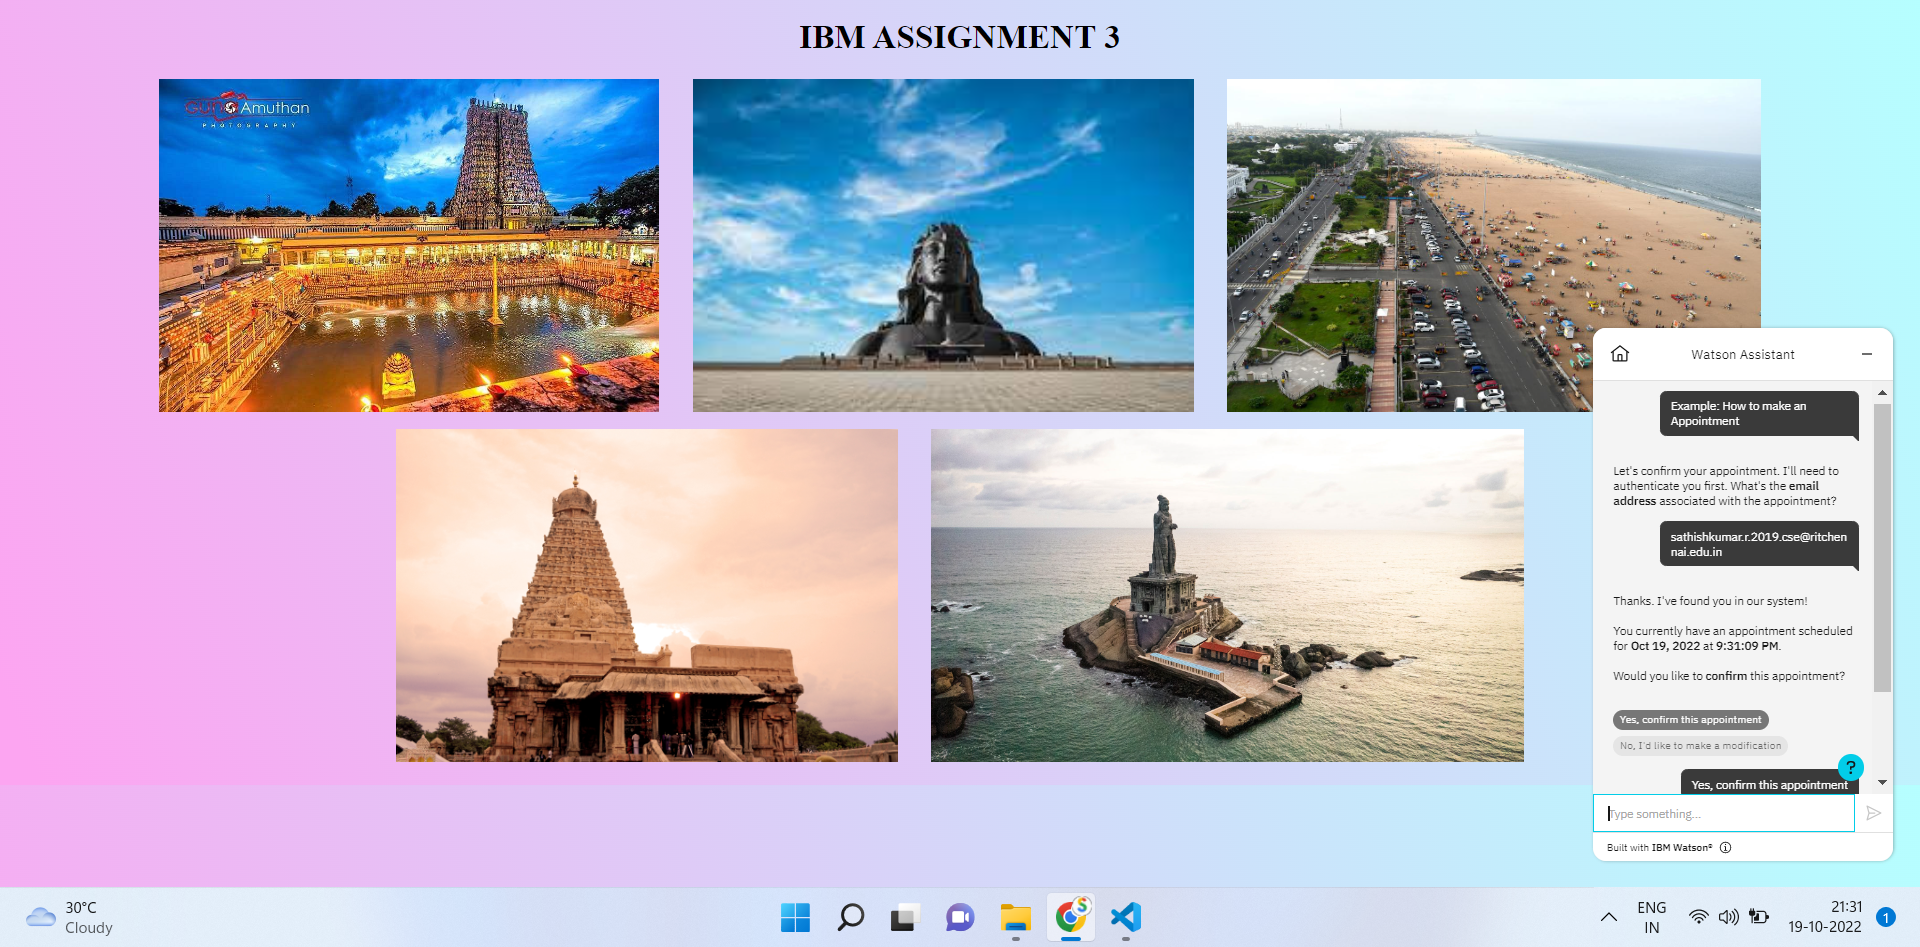 IBM ASSIGNMENT 3
Amuthan
PHOTOGRAPHY
Watson Assistant
Example: How to make an
Appointment
Let's confirm your appointment. I'll need to
authenticate you first. What's the email
address associated with the appointment?
sathishkumar.r.2019.cse@ritchen
nai.edu.in
Thanks. I've found you in our system!
You currently have an appointment scheduled
for Oct 19, 2022 at 9:31:09 PM.
Would you like to confirm this appointment?
Yes, confirm this appointment
No, I'd like to make a modification
?
Yes, confirm this appointment
Type something...
Built with IBM Watson®
30°C
Cloudy
S
ENG
IN
21:31
19-10-2022
1